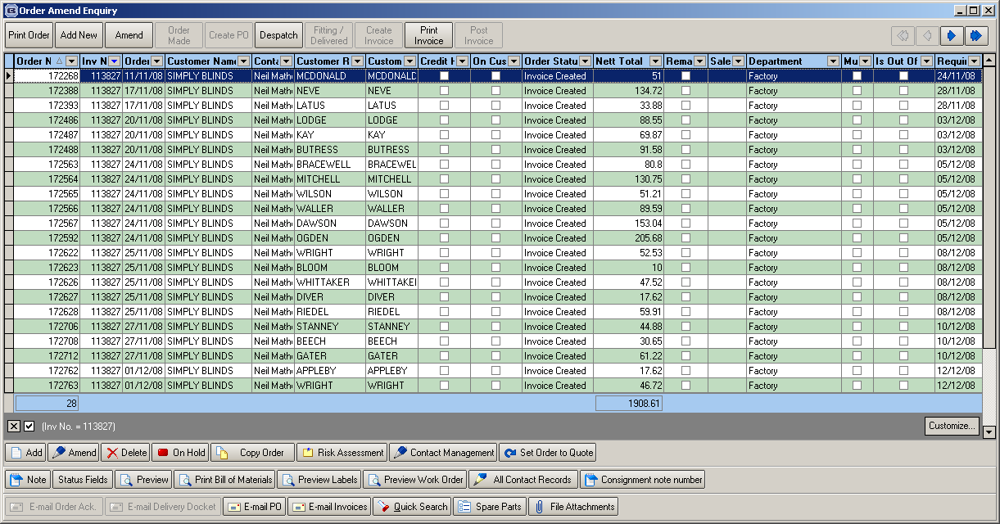 Order Amend Enquiry
Print Order Add New Amend Order Made Create PO Despatch Fitting / Delivered Create Invoice Print Invoice Post Invoice
Order N Inv N Order Customer Name Conta Customer R Custom Credit H On Cus Order Statu Nett Total Rema Sale Department Mu Is Out Of Requir
172268 113827 11/11/08 SIMPLY BLINDS Neil Mathe MCDONALD MCDONALD Invoice Created 51 Factory 24/11/08
172388 113827 17/11/08 SIMPLY BLINDS Neil Mathe NEVE NEVE Invoice Created 134.72 Factory 28/11/08
172393 113827 17/11/08 SIMPLY BLINDS Neil Mathe LATUS LATUS Invoice Created 33.88 Factory 28/11/08
172486 113827 20/11/08 SIMPLY BLINDS Neil Mathe LODGE LODGE Invoice Created 88.55 Factory 03/12/08
172487 113827 20/11/08 SIMPLY BLINDS Neil Mathe KAY KAY Invoice Created 69.87 Factory 03/12/08
172488 113827 20/11/08 SIMPLY BLINDS Neil Mathe BUTRESS BUTRESS Invoice Created 91.58 Factory 03/12/08
172563 113827 24/11/08 SIMPLY BLINDS Neil Mathe BRACEWELL BRACEWEL Invoice Created 80.8 Factory 05/12/08
172564 113827 24/11/08 SIMPLY BLINDS Neil Mathe MITCHELL MITCHELL Invoice Created 130.75 Factory 05/12/08
172565 113827 24/11/08 SIMPLY BLINDS Neil Mathe WILSON WILSON Invoice Created 51.21 Factory 05/12/08
172566 113827 24/11/08 SIMPLY BLINDS Neil Mathe WALLER WALLER Invoice Created 89.59 Factory 05/12/08
172567 113827 24/11/08 SIMPLY BLINDS Neil Mathe DAWSON DAWSON Invoice Created 153.04 Factory 05/12/08
172592 113827 24/11/08 SIMPLY BLINDS Neil Mathe OGDEN OGDEN Invoice Created 205.68 Factory 05/12/08
172622 113827 25/11/08 SIMPLY BLINDS Neil Mathe WRIGHT WRIGHT Invoice Created 52.53 Factory 08/12/08
172623 113827 25/11/08 SIMPLY BLINDS Neil Mathe BLOOM BLOOM Invoice Created 10 Factory 08/12/08
172626 113827 25/11/08 SIMPLY BLINDS Neil Mathe WHITTAKER WHITTAKER Invoice Created 47.52 Factory 08/12/08
172627 113827 25/11/08 SIMPLY BLINDS Neil Mathe DIVER DIVER Invoice Created 17.62 Factory 08/12/08
172628 113827 25/11/08 SIMPLY BLINDS Neil Mathe RIEDEL RIEDEL Invoice Created 59.91 Factory 08/12/08
172706 113827 27/11/08 SIMPLY BLINDS Neil Mathe STANNEY STANNEY Invoice Created 44.88 Factory 10/12/08
172708 113827 27/11/08 SIMPLY BLINDS Neil Mathe BEECH BEECH Invoice Created 30.65 Factory 10/12/08
172712 113827 27/11/08 SIMPLY BLINDS Neil Mathe GATER GATER Invoice Created 61.22 Factory 10/12/08
172762 113827 01/12/08 SIMPLY BLINDS Neil Mathe APPLEBY APPLEBY Invoice Created 17.62 Factory 12/12/08
172763 113827 01/12/08 SIMPLY BLINDS Neil Mathe WRIGHT WRIGHT Invoice Created 46.72 Factory 12/12/08
28 1908.61
(Inv No. = 113827) Customize...
Add Amend Delete On Hold Copy Order Risk Assessment Contact Management Set Order to Quote
Note Status Fields Preview Print Bill of Materials Preview Labels Preview Work Order All Contact Records Consignment note number
E-mail Order Ack. E-mail Delivery Docket E-mail PO E-mail Invoices Quick Search Spare Parts File Attachments